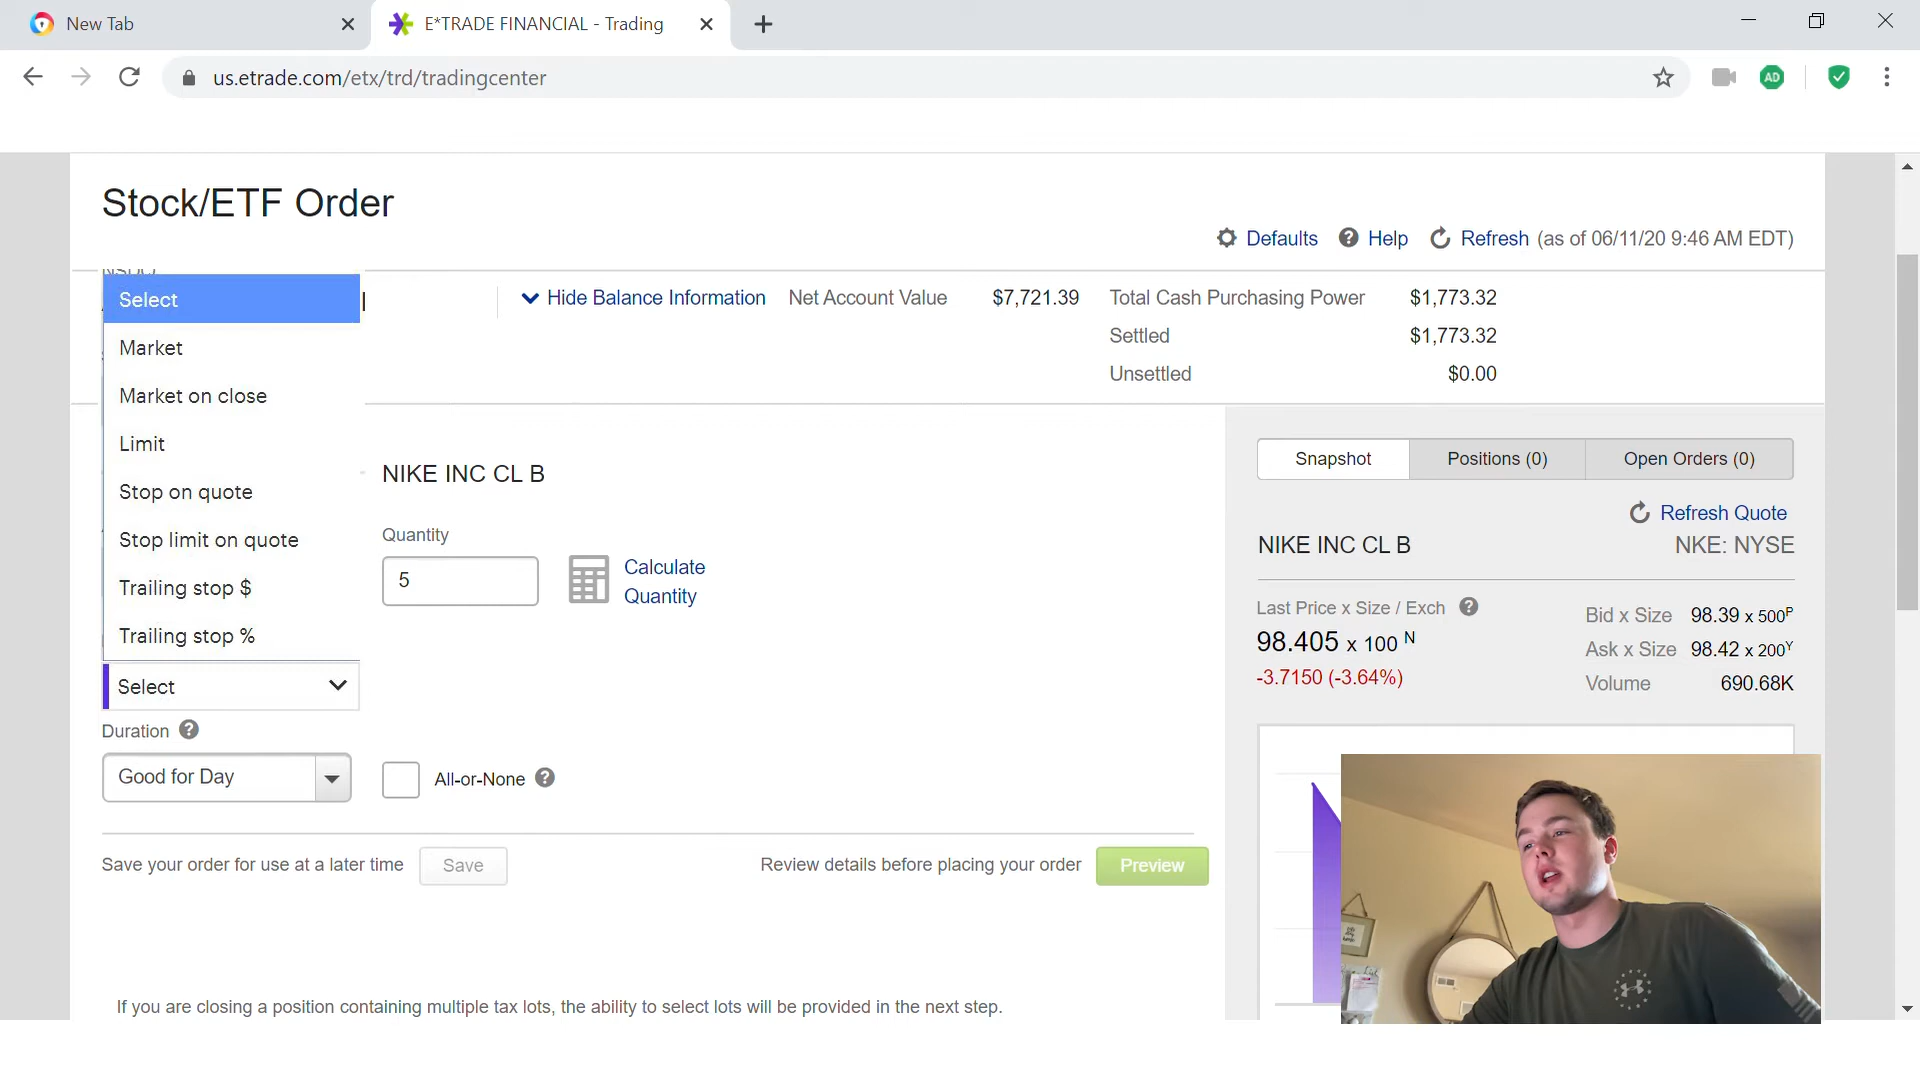 New Tab
E*TRADE FINANCIAL - Trading
us.etrade.com/etx/trd/tradingcenter
AD
Stock/ETF Order
Defaults
Help
Refresh (as of 06/11/20 9:46 AM EDT)
Select
Market
Market on close
Limit
Stop on quote
Stop limit on quote
Trailing stop $
Trailing stop %
Select
Hide Balance Information
Net Account Value $7,721.39
Total Cash Purchasing Power $1,773.32
Settled $1,773.32
Unsettled $0.00
NIKE INC CL B
Quantity
5
Calculate
Quantity
Duration
Good for Day
All-or-None
Save your order for use at a later time
Save
Review details before placing your order
Preview
If you are closing a position containing multiple tax lots, the ability to select lots will be provided in the next step.
Snapshot
Positions (0)
Open Orders (0)
Refresh Quote
NIKE INC CL B
NKE: NYSE
Last Price x Size / Exch
98.405 x 100 N
-3.7150 (-3.64%)
Bid x Size 98.39 x 500P
Ask x Size 98.42 x 200Y
Volume 690.68K